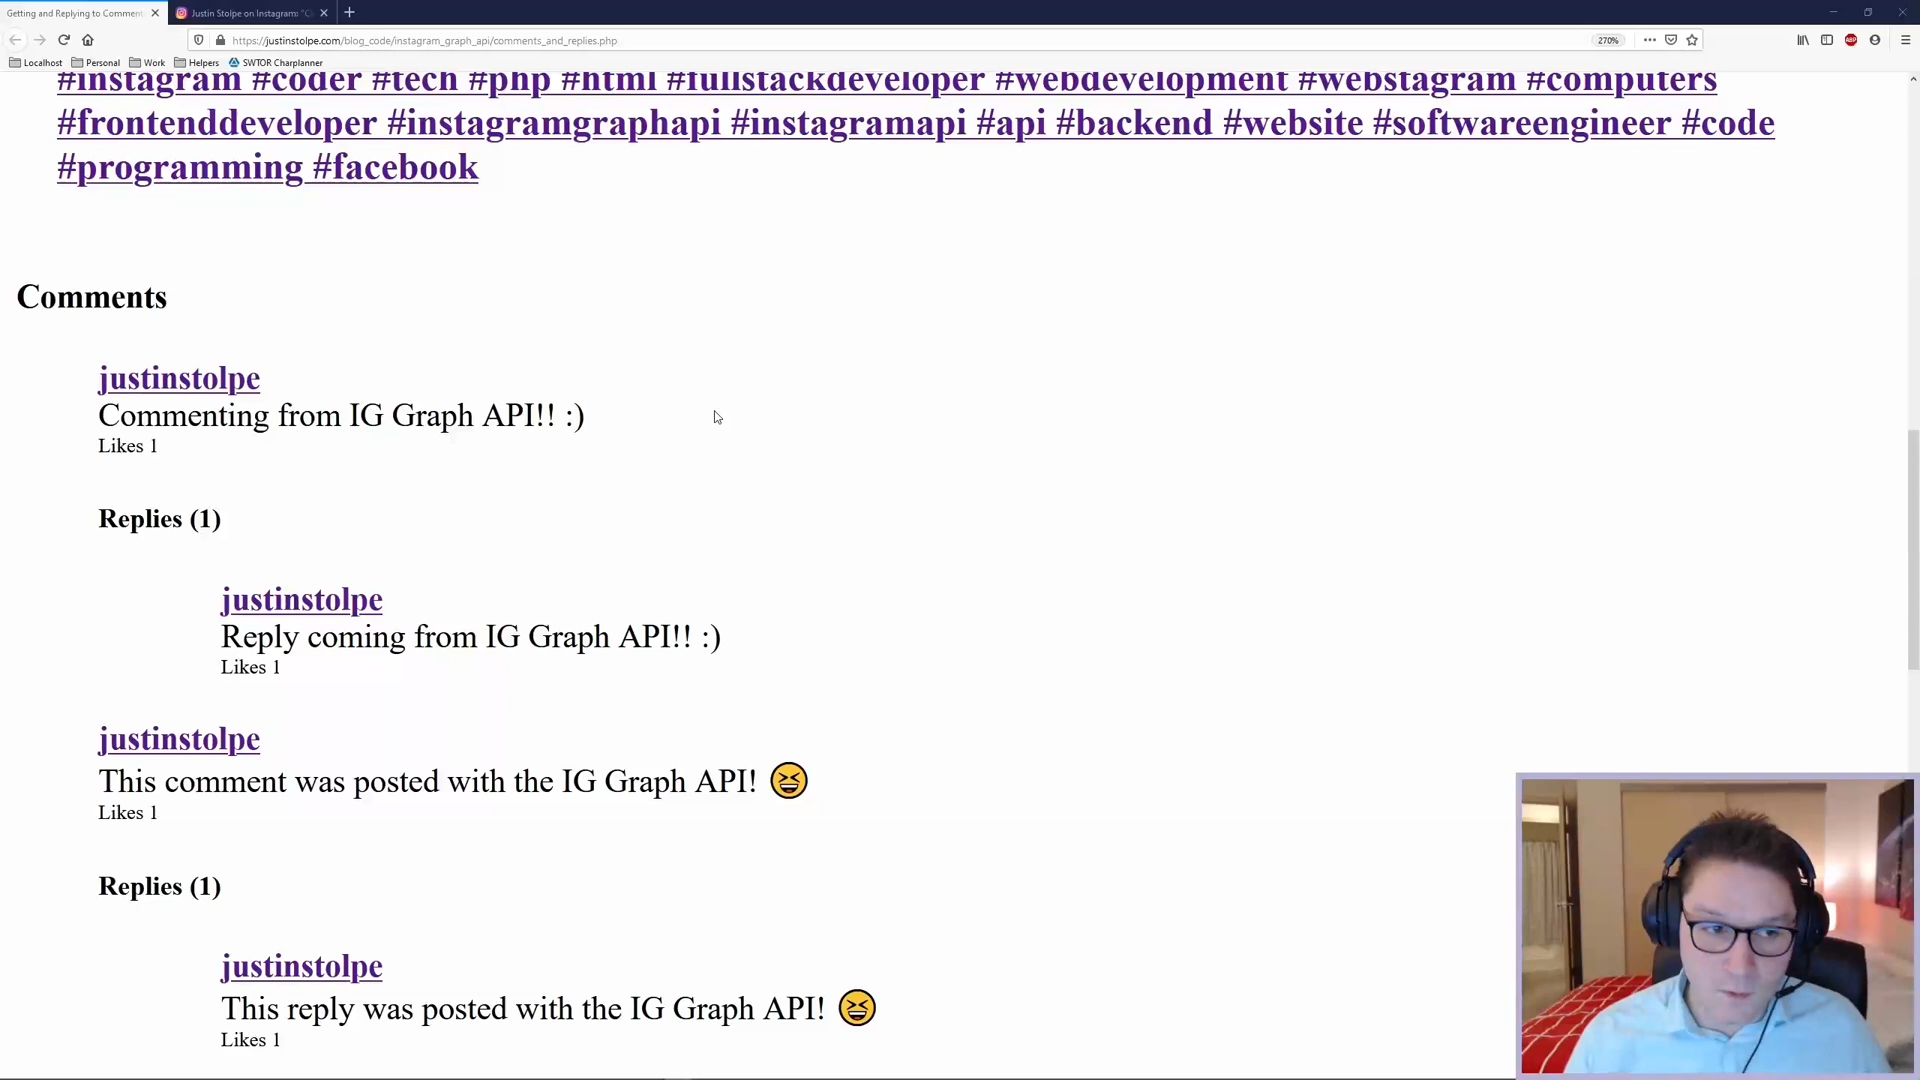 Getting and Replying to Comment
Justin Stolpe on Instagram: "C
https://justinstolpe.com/blog_code/instagram_graph_api/comments_and_replies.php
270%
Localhost
Personal
Work
Helpers
SWTOR Charplanner
ABP
#instagram #coder #tech #php #html #fullstackdeveloper #webdevelopment #webstagram #computers
#frontenddeveloper #instagramgraphapi #instagramapi #api #backend #website #softwareengineer #code
#programming #facebook
Comments
justinstolpe
Commenting from IG Graph API!! :)
Likes 1
Replies (1)
justinstolpe
Reply coming from IG Graph API!! :)
Likes 1
justinstolpe
This comment was posted with the IG Graph API! 😆
Likes 1
Replies (1)
justinstolpe
This reply was posted with the IG Graph API! 😆
Likes 1